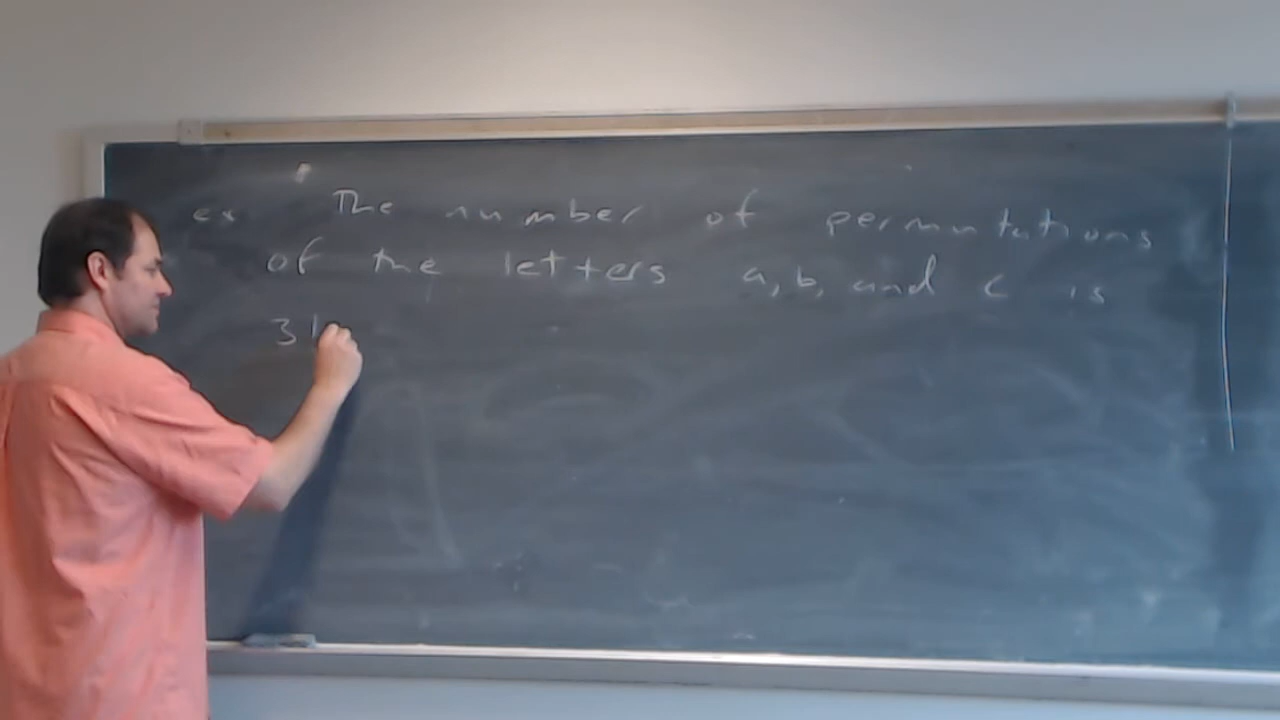 ex The number of permutations
of the letters a, b, and c is
3!